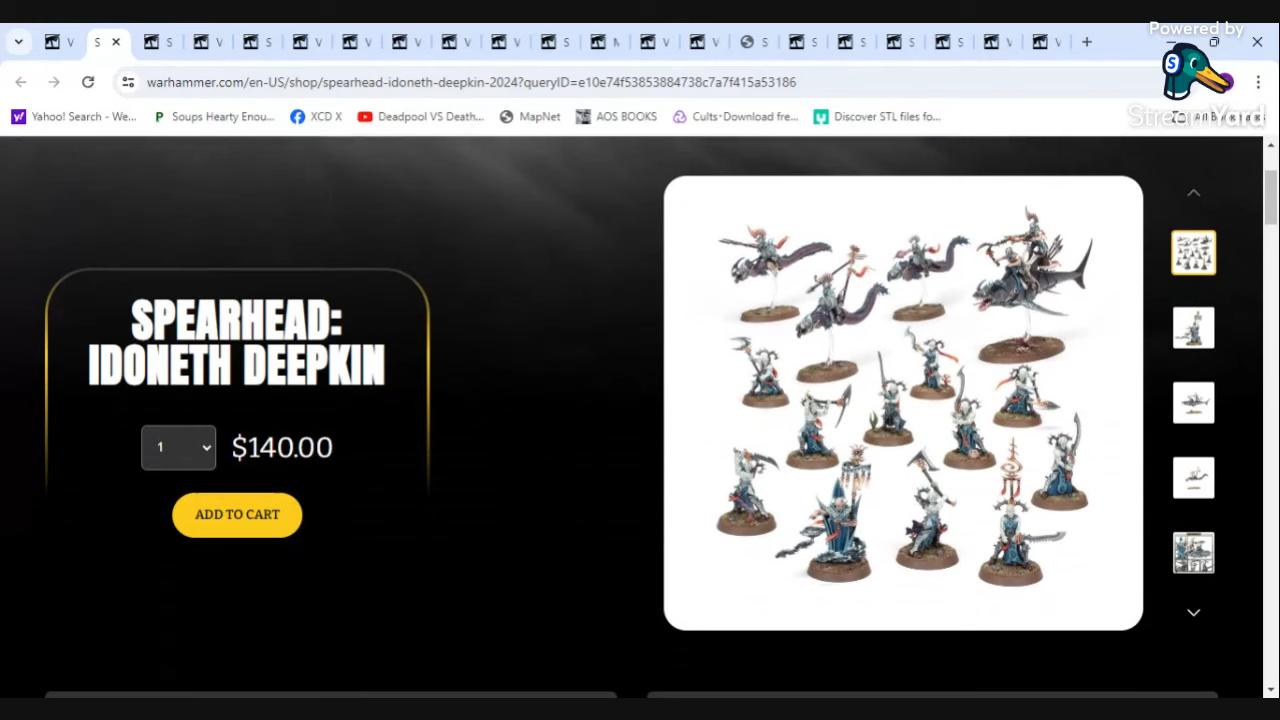 Powered by
StreamYard
V
S
V
S
V
S
V
V
V
V
V
S
M
V
V
S
S
S
S
S
V
V
warhammer.com/en-US/shop/spearhead-idoneth-deepkin-2024?queryID=e10e74f53853884738c7a7f415a53186
Yahoo! Search - We...
Soups Hearty Enou...
XCD X
Deadpool VS Death...
MapNet
AOS BOOKS
Cults · Download fre...
Discover STL files fo...
SPEARHEAD:
IDONETH DEEPKIN
1
$140.00
ADD TO CART